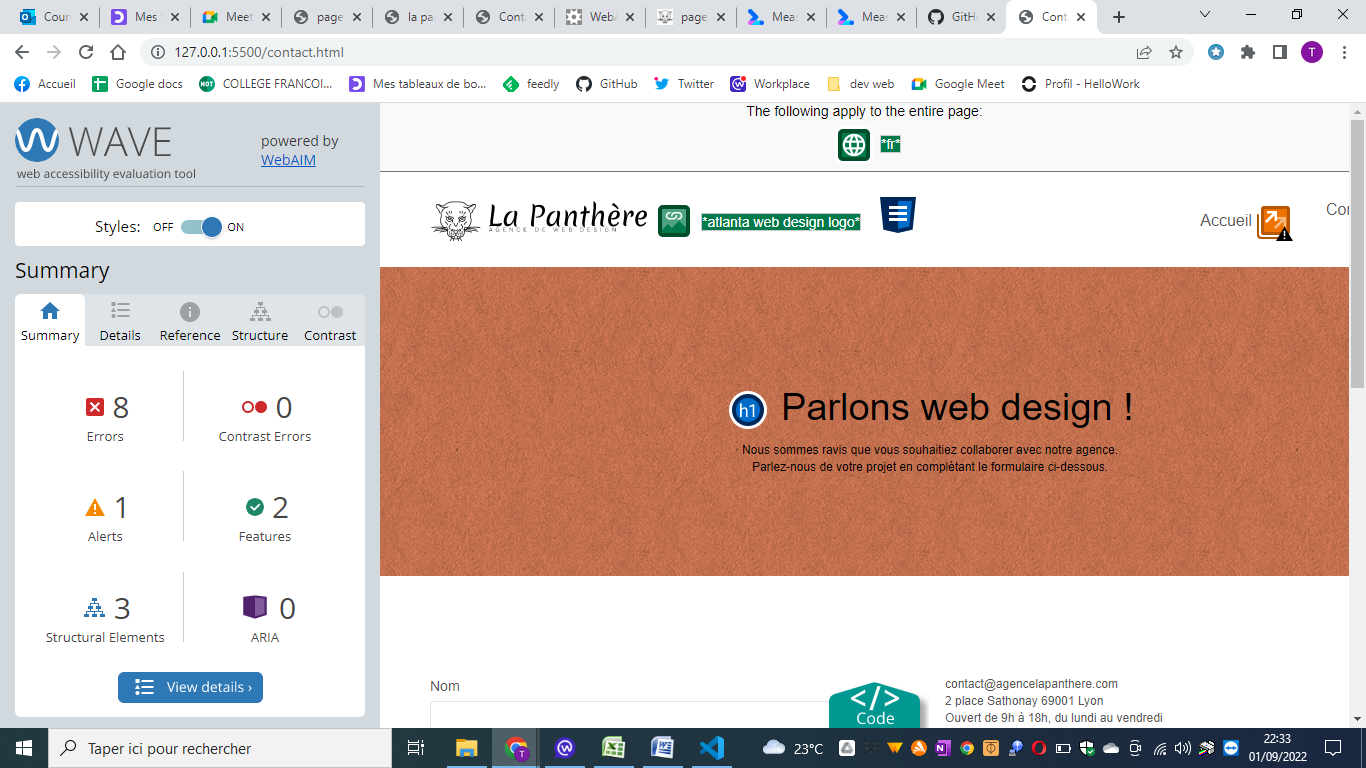 Cour
Mes t
Meet
page
la pa
Cont
WebA
page
Meas
Meas
GitH
Cont
127.0.0.1:5500/contact.html
T
Accueil
Google docs
COLLEGE FRANCOI...
Mes tableaux de bo...
feedly
GitHub
Twitter
Workplace
dev web
Google Meet
Profil - HelloWork
WAVE
web accessibility evaluation tool
powered by
WebAIM
Styles: OFF ON
Summary
Summary Details Reference Structure Contrast
8 0
Errors Contrast Errors
1 2
Alerts Features
3 0
Structural Elements ARIA
View details ›
The following apply to the entire page:
*fr*
La Panthère
AGENCE DE WEB DESIGN
*atlanta web design logo*
Accueil
Co
h1 Parlons web design !
Nous sommes ravis que vous souhaitiez collaborer avec notre agence.
Parlez-nous de votre projet en complètant le formulaire ci-dessous.
Nom
</>
Code
contact@agencelapanthere.com
2 place Sathonay 69001 Lyon
Ouvert de 9h à 18h, du lundi au vendredi
Taper ici pour rechercher
23°C
22:33
01/09/2022